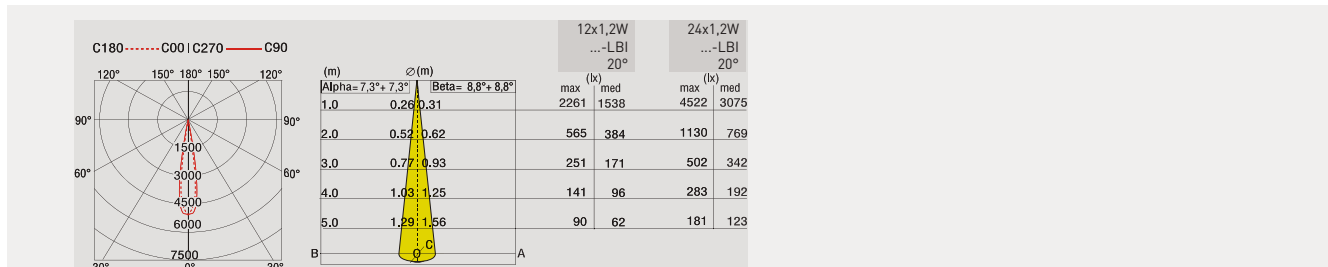 C180 C00 | C270 C90
120° 150° 180° 150° 120°
90° 90°
1500
60° 3000 60°
4500
6000
7500
30° 0° 30°
12x1,2W 24x1,2W
...-LBI ...-LBI
20° 20°
(m) ∅(m) (lx) (lx)
Alpha= 7,3°+ 7,3° Beta= 8,8°+ 8,8° max med max med
1.0 0.26 0.31 2261 1538 4522 3075
2.0 0.52 0.62 565 384 1130 769
3.0 0.77 0.93 251 171 502 342
4.0 1.03 1.25 141 96 283 192
5.0 1.29 1.56 90 62 181 123
B C A